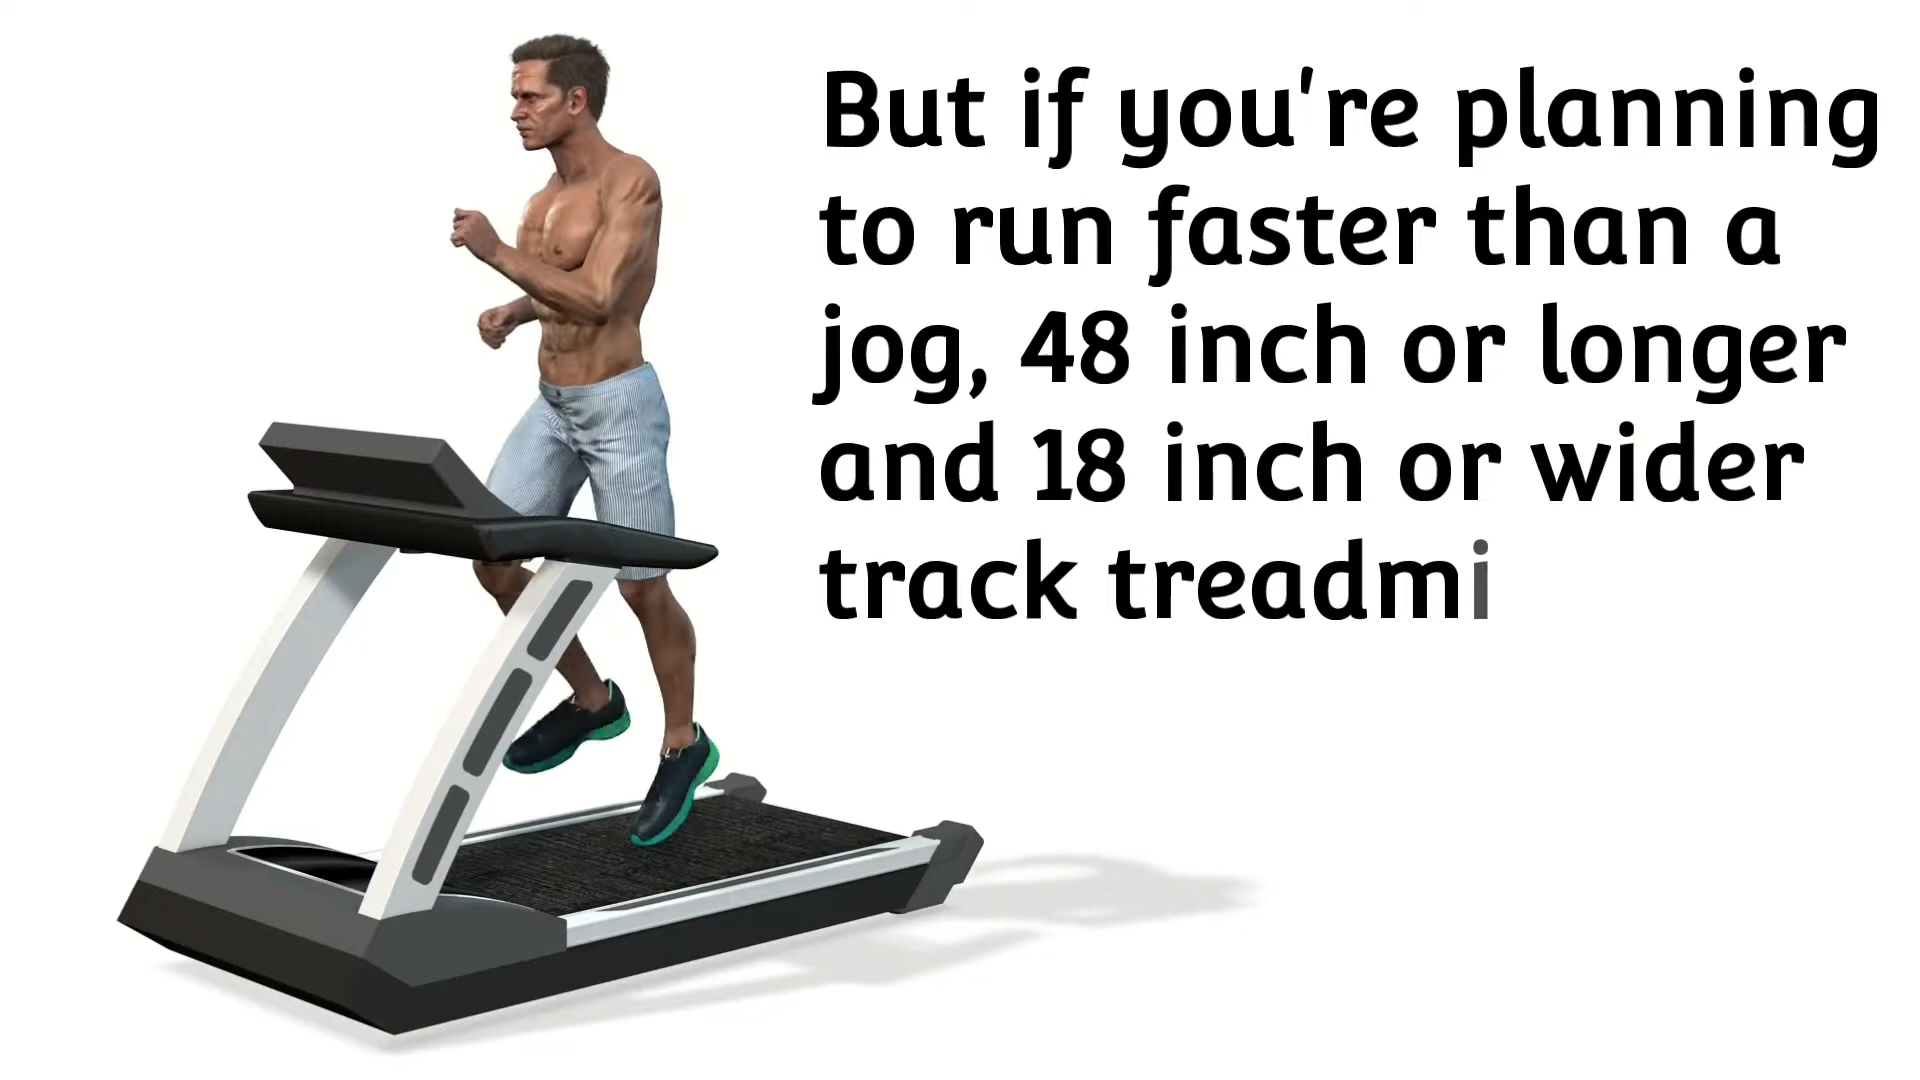 But if you're planning
to run faster than a
jog, 48 inch or longer
and 18 inch or wider
track treadmi